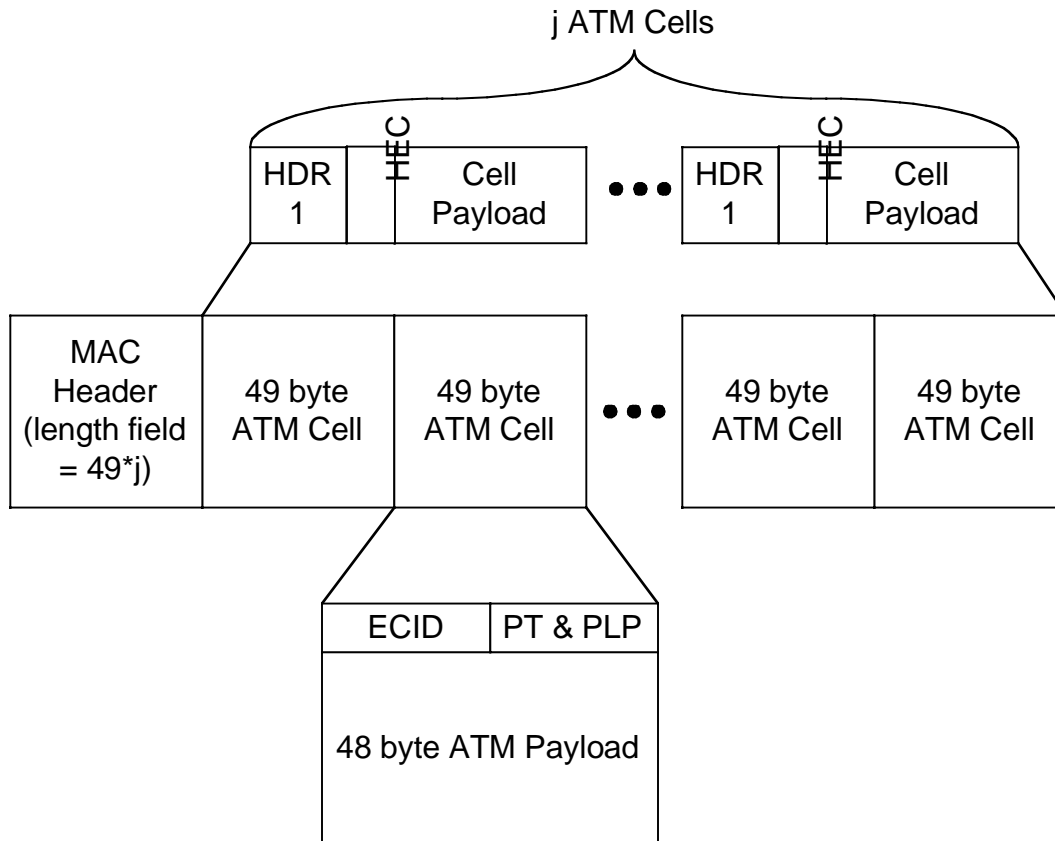 j ATM Cells
HDR
1
HEC
Cell
Payload
HDR
1
HEC
Cell
Payload
MAC
Header
(length field
= 49*j)
49 byte
ATM Cell
49 byte
ATM Cell
49 byte
ATM Cell
49 byte
ATM Cell
ECID
PT & PLP
48 byte ATM Payload